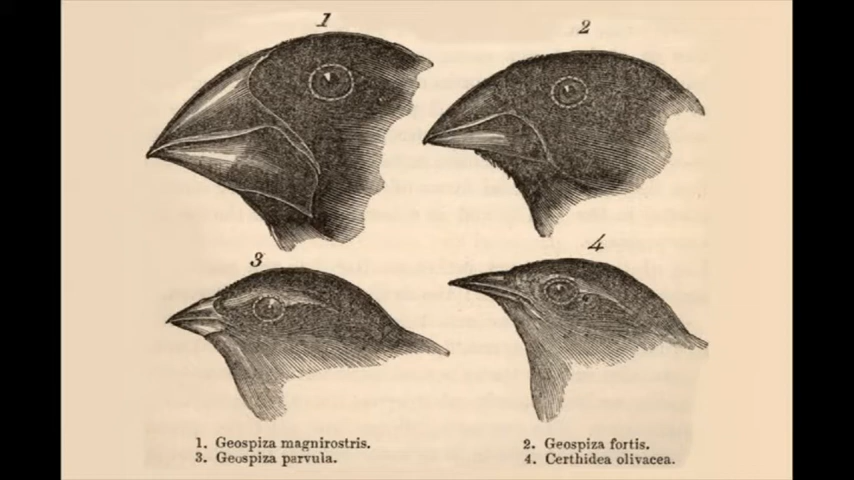 1
2
3
4
1. Geospiza magnirostris.
2. Geospiza fortis.
3. Geospiza parvula.
4. Certhidea olivacea.